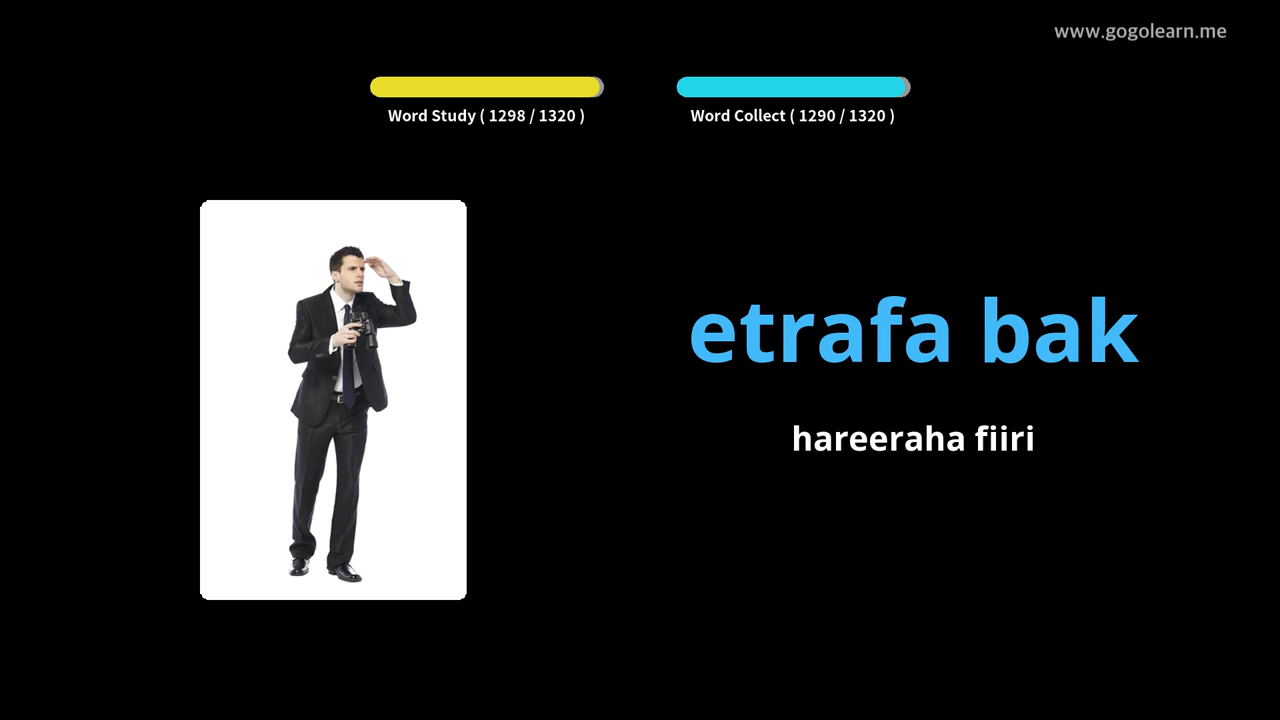 www.gogolearn.me
Word Study ( 1298 / 1320 )
Word Collect ( 1290 / 1320 )
etrafa bak
hareeraha fiiri